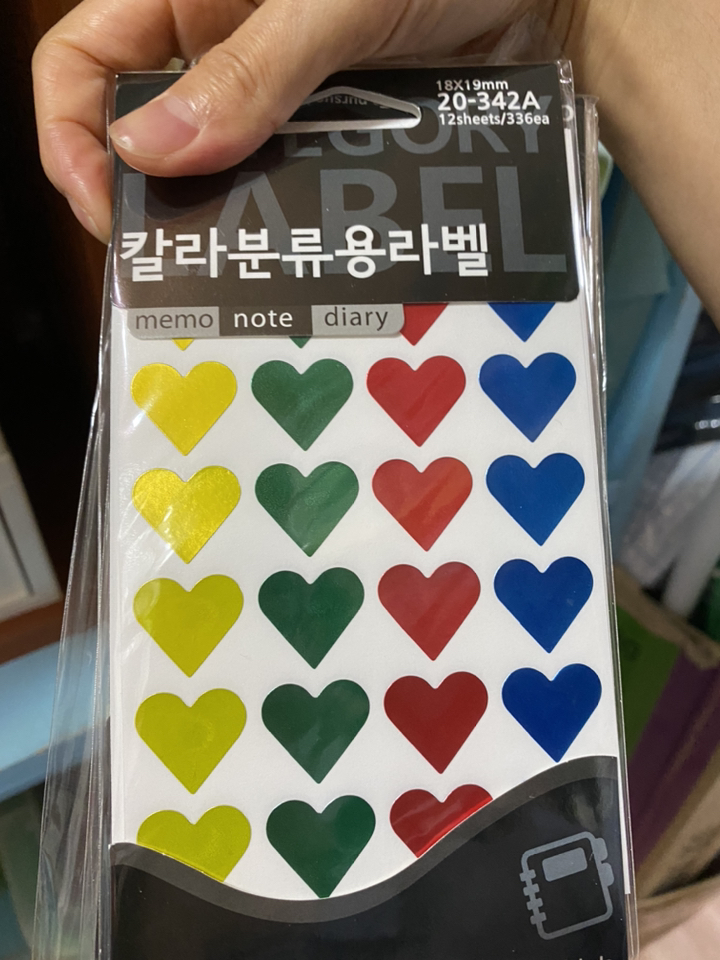 18X19mm
20-342A
12sheets/336ea
LABEL
칼라분류용라벨
memo note diary